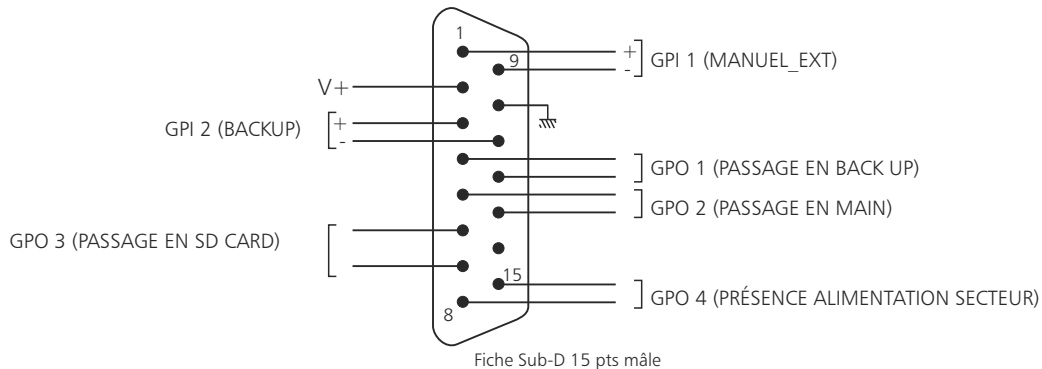 1
+
GPI 1 (MANUEL_EXT)
9
-
V+
GPI 2 (BACKUP)
+
-
GPO 1 (PASSAGE EN BACK UP)
GPO 2 (PASSAGE EN MAIN)
GPO 3 (PASSAGE EN SD CARD)
15
GPO 4 (PRÉSENCE ALIMENTATION SECTEUR)
8
Fiche Sub-D 15 pts mâle